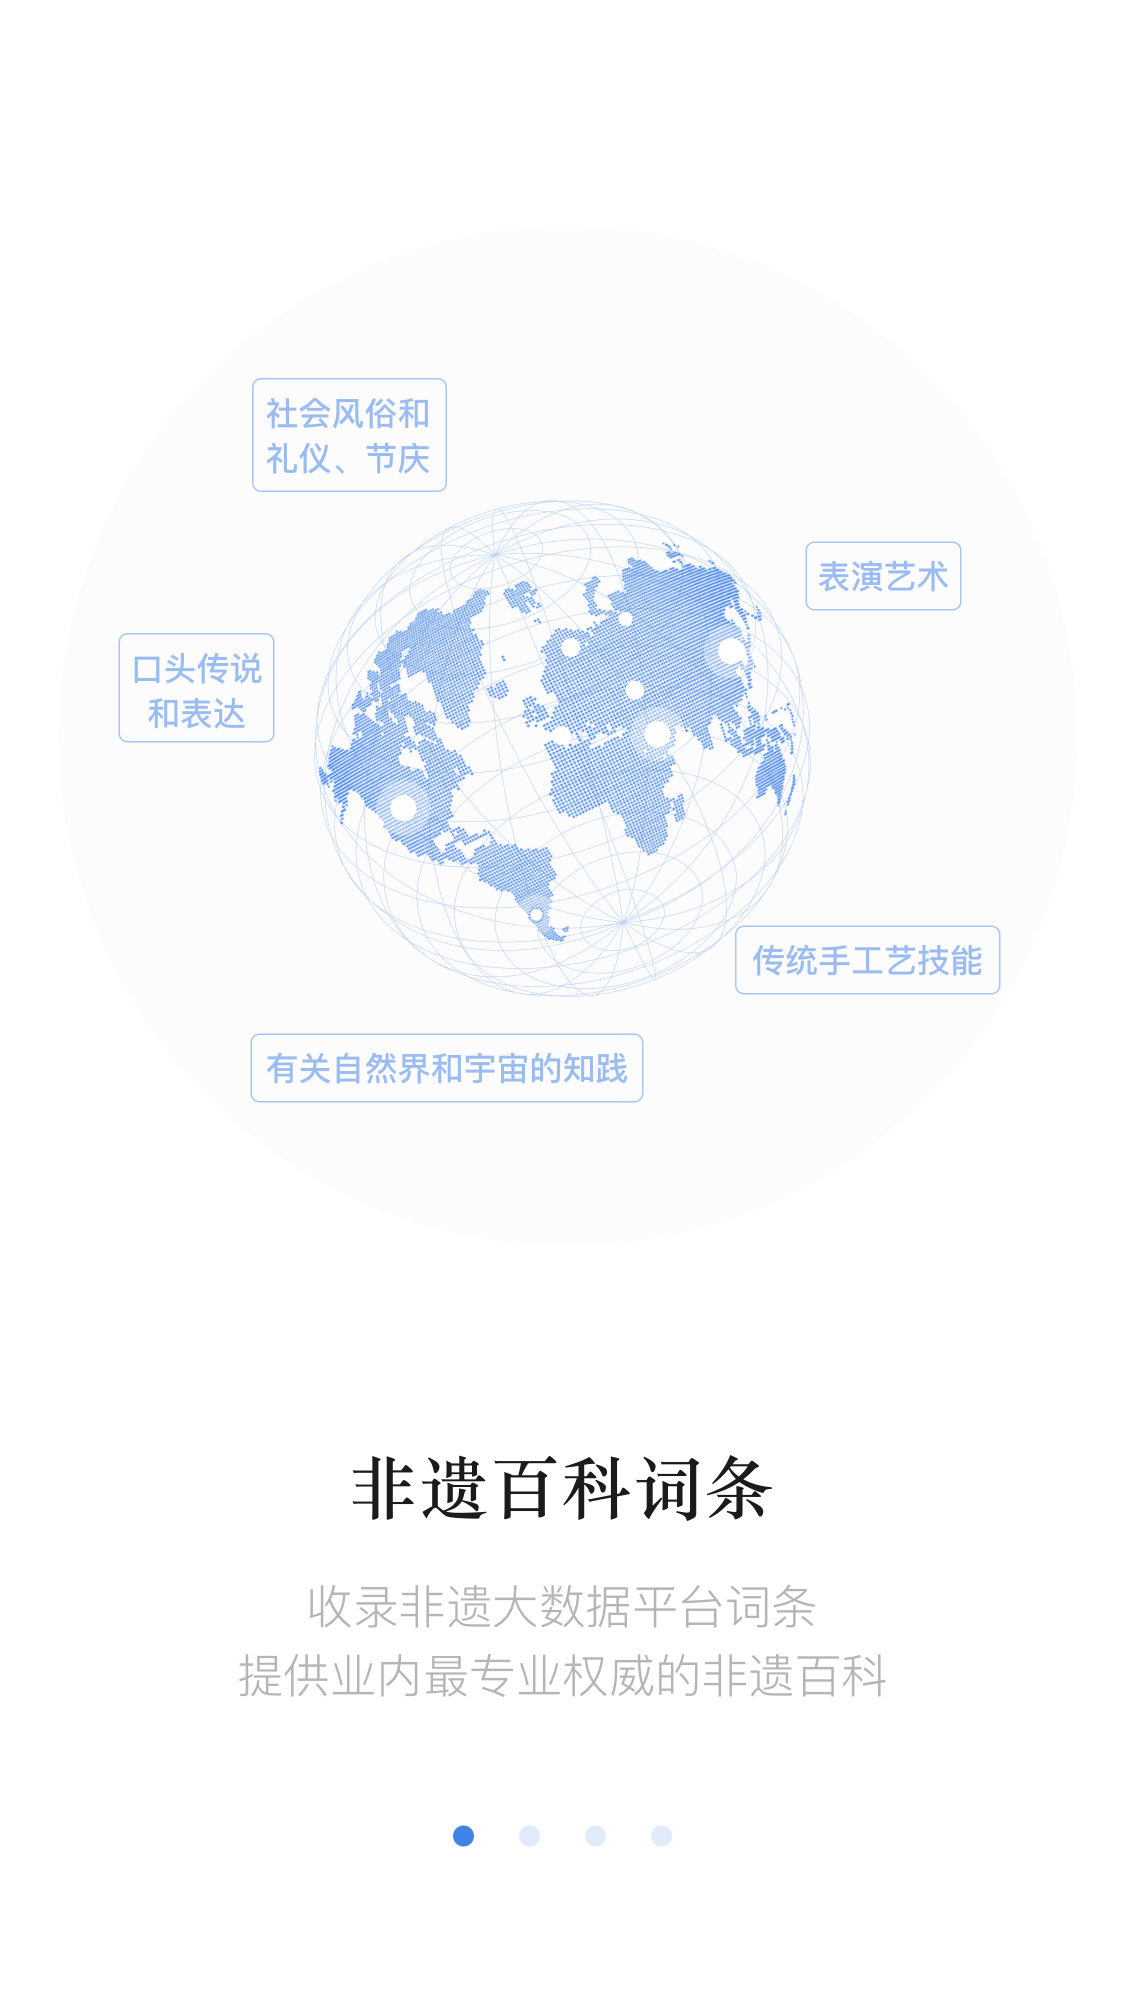 社会风俗和
礼仪、节庆
表演艺术
口头传说
和表达
传统手工艺技能
有关自然界和宇宙的知践
非遗百科词条
收录非遗大数据平台词条
提供业内最专业权威的非遗百科